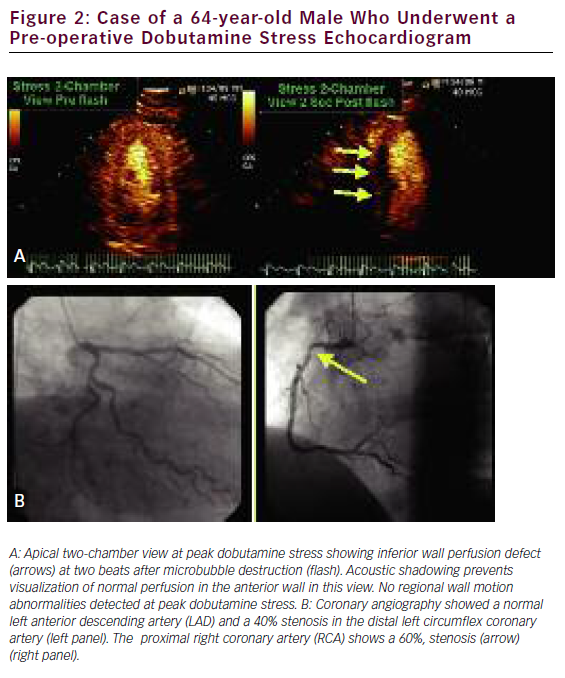 Figure 2: Case of a 64-year-old Male Who Underwent a
Pre-operative Dobutamine Stress Echocardiogram
Stress 2-Chamber
View Pre flash
40 MCG
Stress 2-Chamber
View 2 Sec Post flash
40 MCG
A
B
A: Apical two-chamber view at peak dobutamine stress showing inferior wall perfusion defect
(arrows) at two beats after microbubble destruction (flash). Acoustic shadowing prevents
visualization of normal perfusion in the anterior wall in this view. No regional wall motion
abnormalities detected at peak dobutamine stress. B: Coronary angiography showed a normal
left anterior descending artery (LAD) and a 40% stenosis in the distal left circumflex coronary
artery (left panel). The proximal right coronary artery (RCA) shows a 60%, stenosis (arrow)
(right panel).